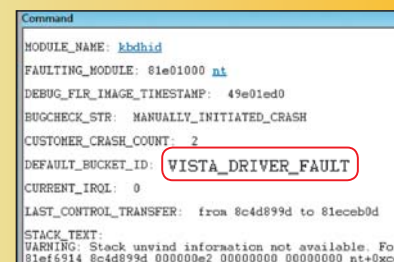 Command
MODULE_NAME: kbdhid
FAULTING_MODULE: 81e01000 nt
DEBUG_FLR_IMAGE_TIMESTAMP: 49e01ed0
BUGCHECK_STR: MANUALLY_INITIATED_CRASH
CUSTOMER_CRASH_COUNT: 2
DEFAULT_BUCKET_ID: VISTA_DRIVER_FAULT
CURRENT_IRQL: 0
LAST_CONTROL_TRANSFER: from 8c4d899d to 81eceb0d
STACK_TEXT:
WARNING: Stack unwind information not available. Fo
81ef6914 8c4d899d 000000e2 00000000 00000000 nt+0xc